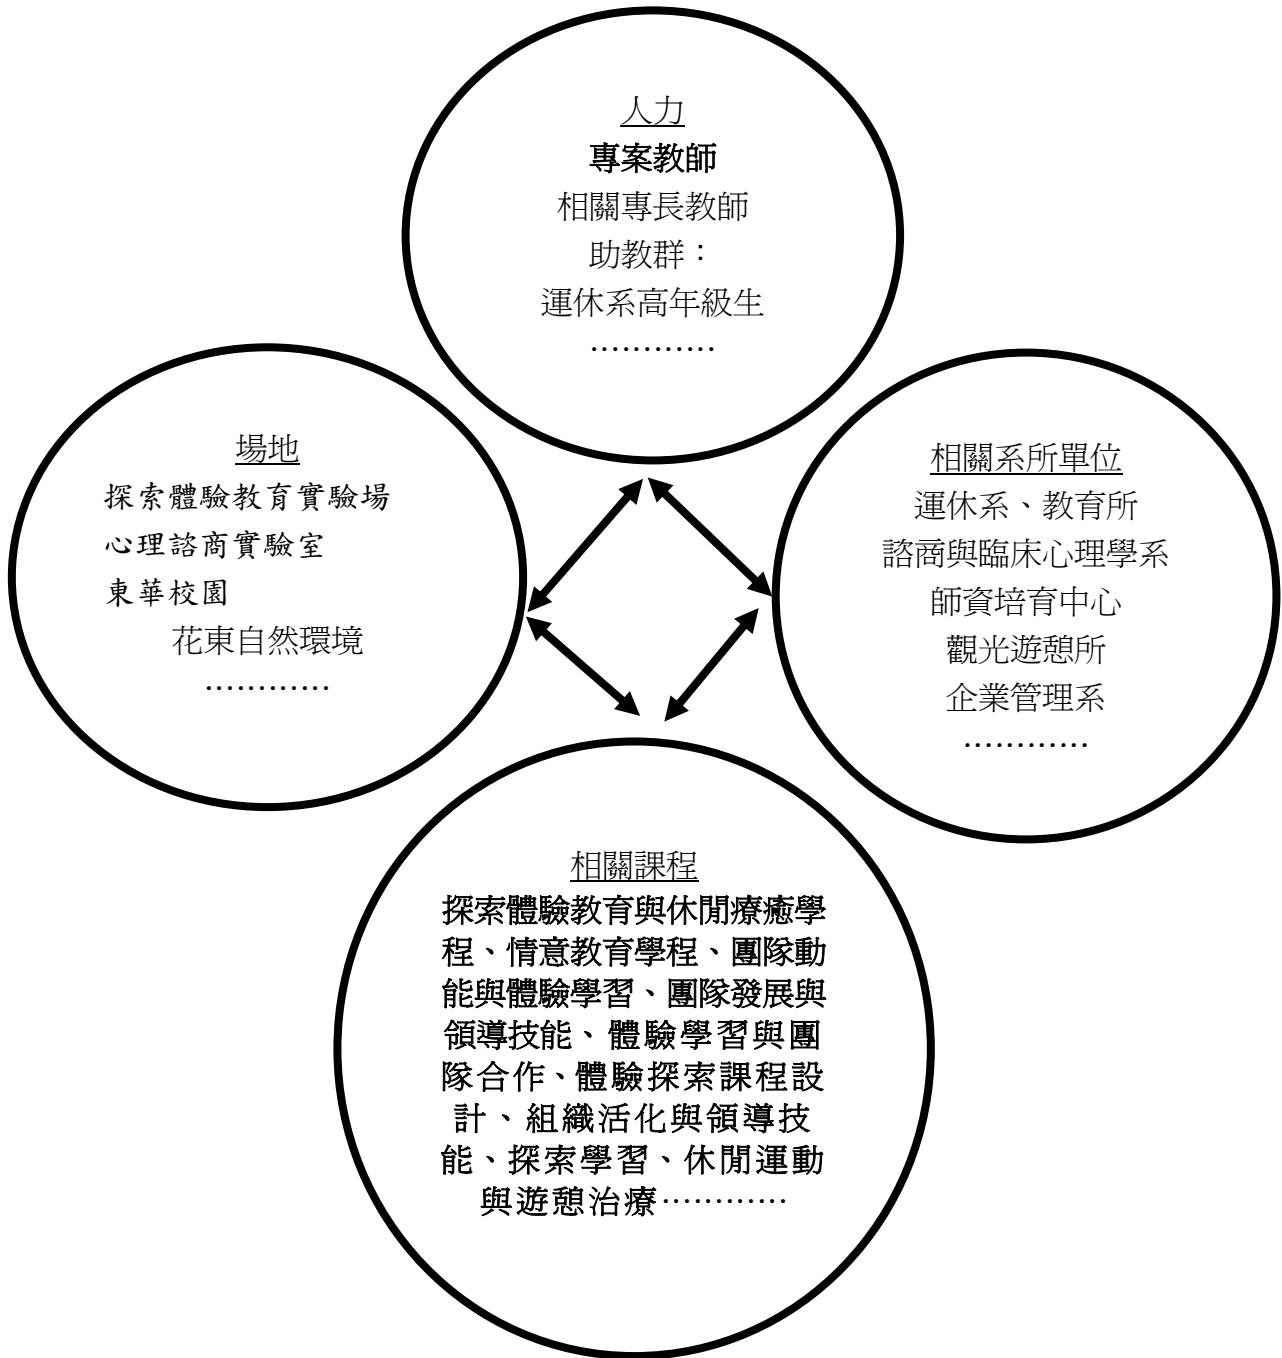 人力
專案教師
相關專長教師
助教群：
運休系高年級生
…………
場地
探索體驗教育實驗場
心理諮商實驗室
東華校園
花東自然環境
…………
相關系所單位
運休系、教育所
諮商與臨床心理學系
師資培育中心
觀光遊憩所
企業管理系
…………
相關課程
探索體驗教育與休閒療癒學
程、情意教育學程、團隊動
能與體驗學習、團隊發展與
領導技能、體驗學習與團
隊合作、體驗探索課程設
計、組織活化與領導技
能、探索學習、休閒運動
與遊憩治療…………